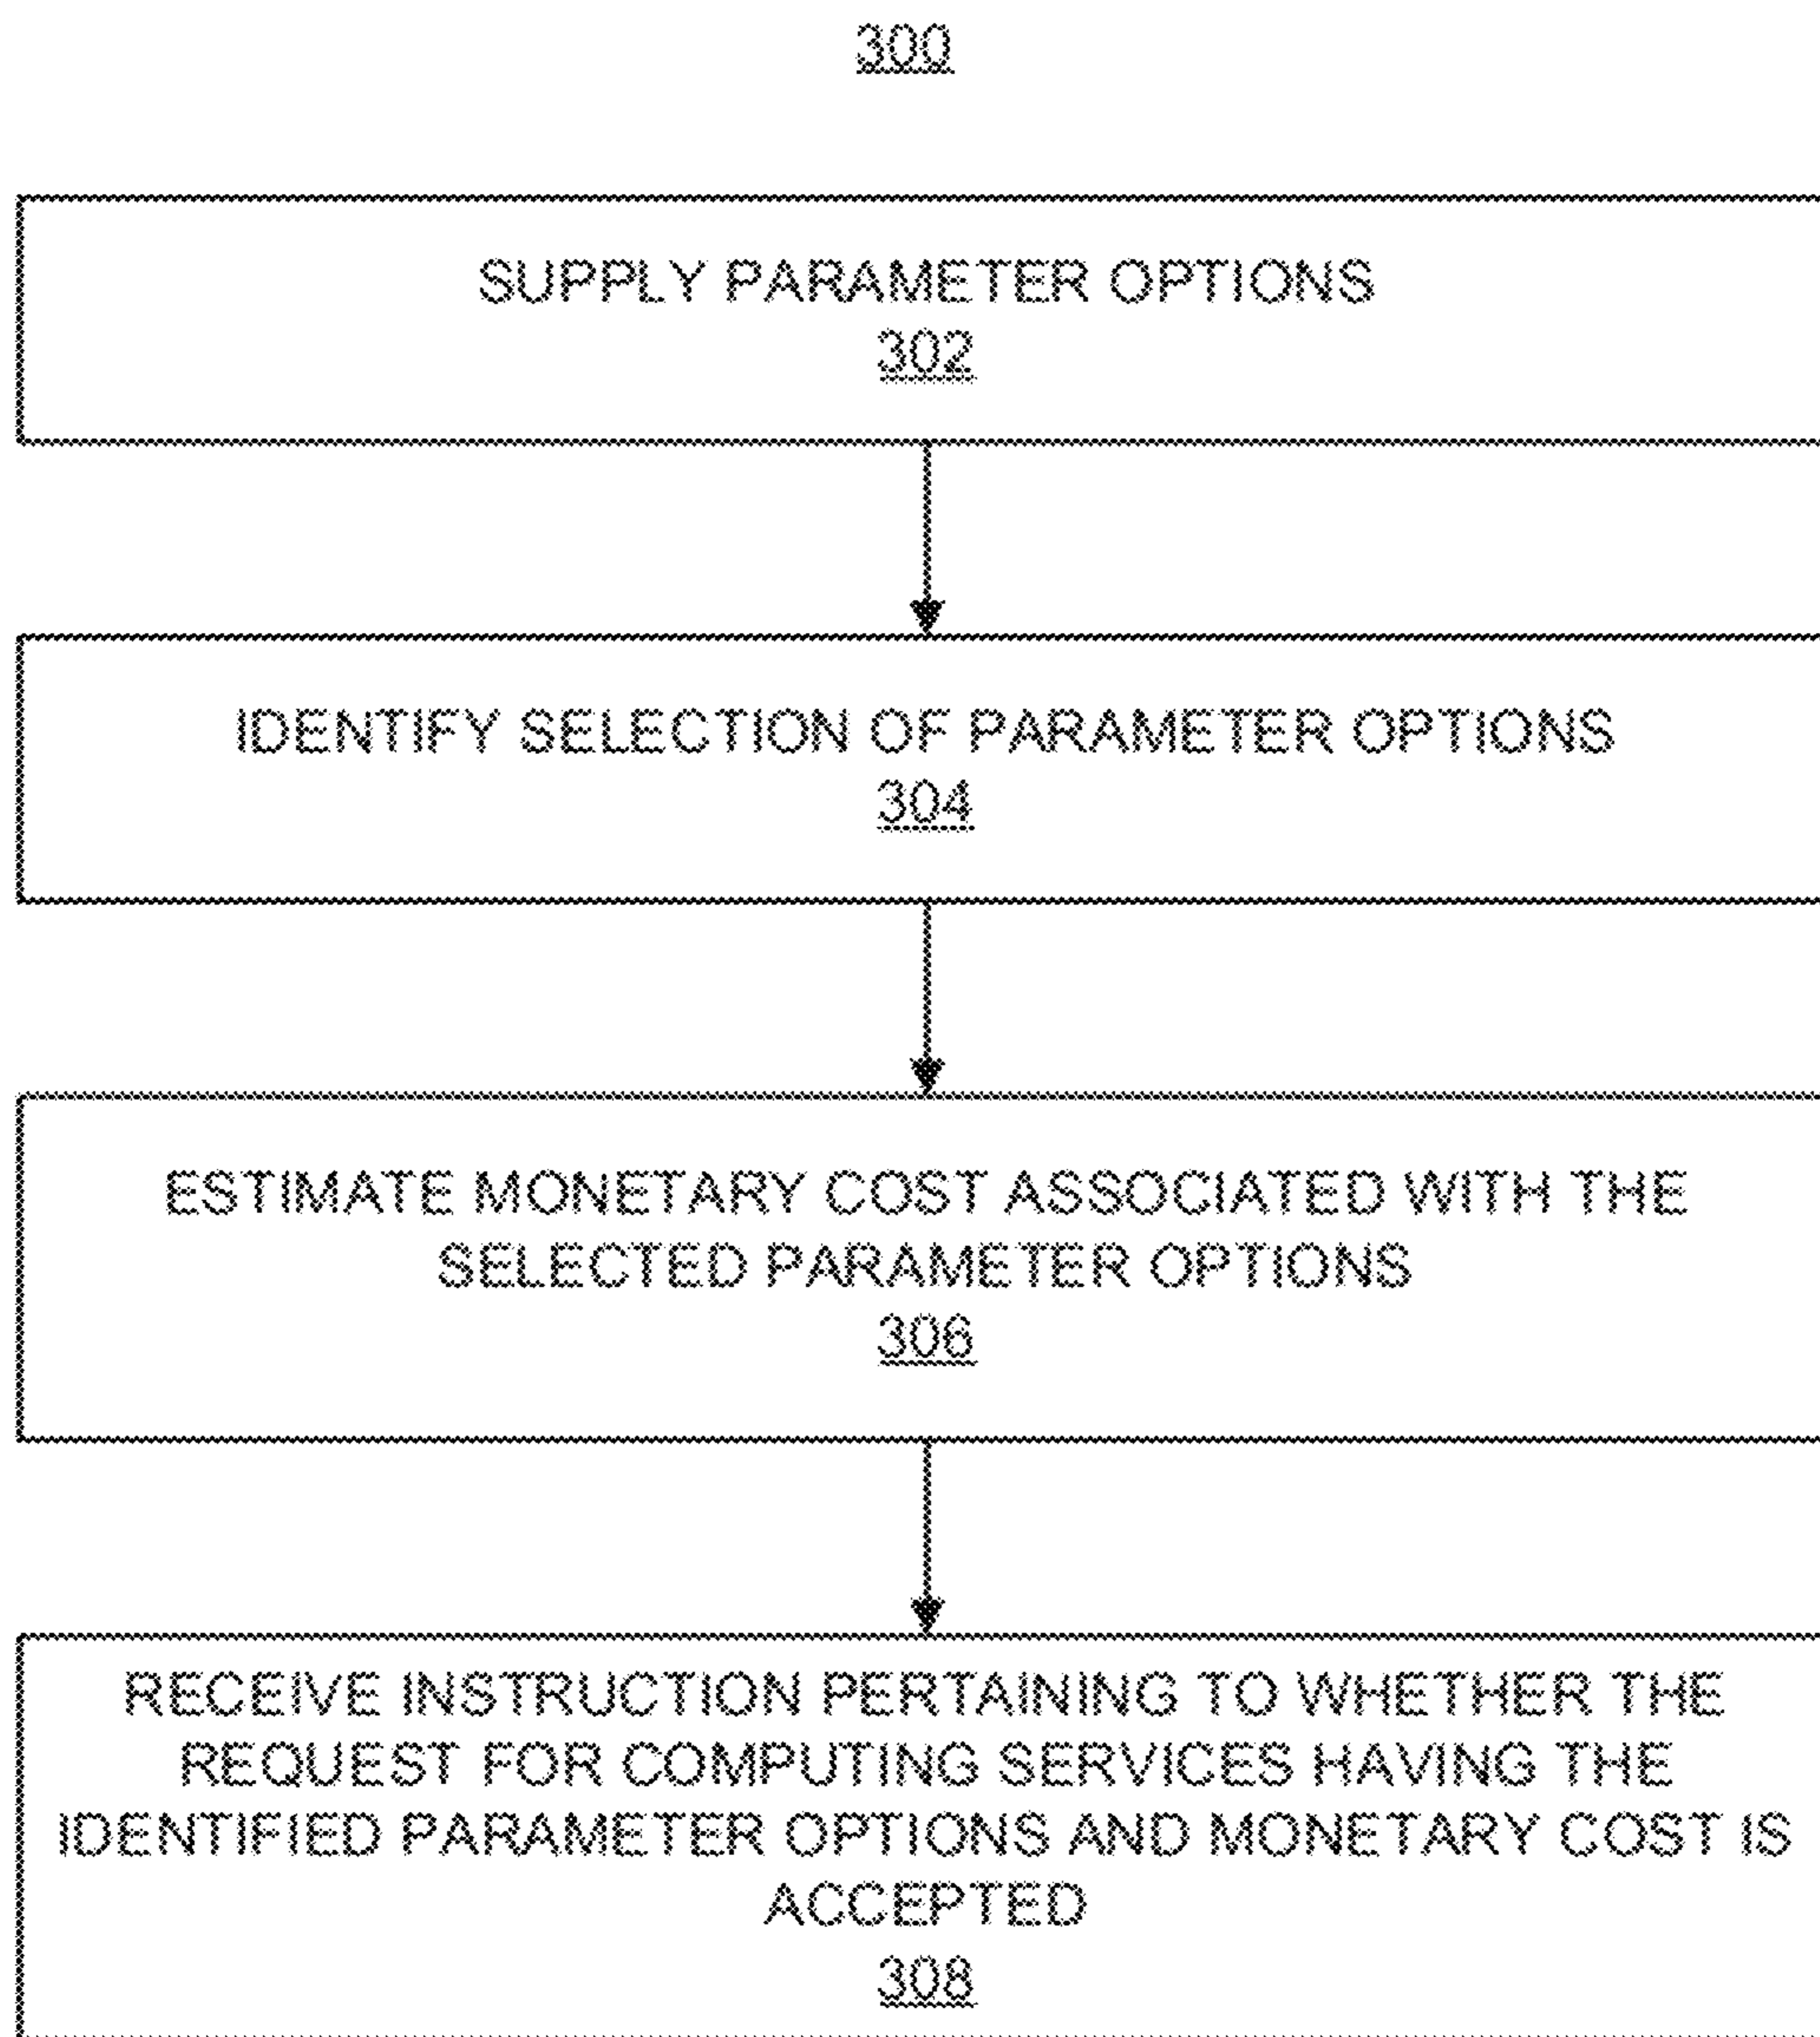 300
SUPPLY PARAMETER OPTIONS
302
IDENTIFY SELECTION OF PARAMETER OPTIONS
304
ESTIMATE MONETARY COST ASSOCIATED WITH THE
SELECTED PARAMETER OPTIONS
306
RECEIVE INSTRUCTION PERTAINING TO WHETHER THE
REQUEST FOR COMPUTING SERVICES HAVING THE
IDENTIFIED PARAMETER OPTIONS AND MONETARY COST IS
ACCEPTED
308